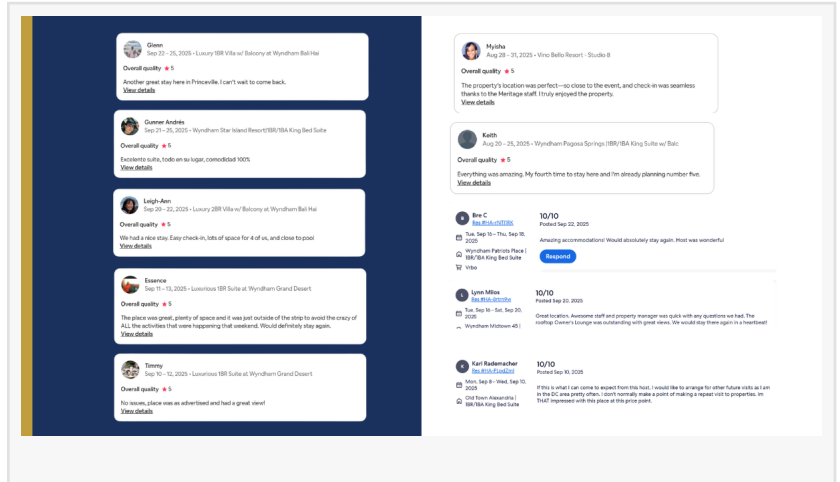 Glenn
Sep 22 – 25, 2025 • Luxury 1BR Villa w/ Balcony at Wyndham Bali Hai
Overall quality ★ 5
Another great stay here in Princeville. I can't wait to come back.
View details
Gunner Andrés
Sep 21 – 25, 2025 • Wyndham Star Island Resort|1BR/1BA King Bed Suite
Overall quality ★ 5
Excelente suite, todo en su lugar, comodidad 100%
View details
Leigh-Ann
Sep 20 – 22, 2025 • Luxury 2BR Villa w/ Balcony at Wyndham Bali Hai
Overall quality ★ 5
We had a nice stay. Easy check-in, lots of space for 4 of us, and close to pool
View details
Essence
Sep 11 – 13, 2025 • Luxurious 1BR Suite at Wyndham Grand Desert
Overall quality ★ 5
The place was great, plenty of space and it was just outside of the strip to avoid the crazy of
ALL the activities that were happening that weekend. Would definitely stay again.
View details
Timmy
Sep 10 – 12, 2025 • Luxurious 1BR Suite at Wyndham Grand Desert
Overall quality ★ 5
No issues, place was as advertised and had a great view!
View details
Myisha
Aug 28 – 31, 2025 • Vino Bello Resort - Studio 8
Overall quality ★ 5
The property's location was perfect—so close to the event, and check-in was seamless
thanks to the Meritage staff. I truly enjoyed the property.
View details
Keith
Aug 20 – 25, 2025 • Wyndham Pagosa Springs |1BR/1BA King Suite w/ Balc
Overall quality ★ 5
Everything was amazing. My fourth time to stay here and I'm already planning number five.
View details
B
Bre C
10/10
Posted Sep 22, 2025
Tue, Sep 16 – Thu, Sep 18,
2025
Amazing accommodations! Would absolutely stay again. Most was wonderful
Wyndham Patriots Place |
1BR/1BA King Bed Suite
Respond
Vrbo
L
Lynn Milos
10/10
Posted Sep 20, 2025
Tue, Sep 16 – Sat, Sep 20,
2025
Great location. Awesome staff and property manager was quick with any questions we had. The
rooftop Owner's Lounge was outstanding with great views. We would stay there again in a heartbeat!
Wyndham Midtown 45 |
K
Kari Rademacher
10/10
Posted Sep 10, 2025
Mon, Sep 8 – Wed, Sep 10,
2025
If this is what I can come to expect from this host, I would like to arrange for other future visits as I am
in the DC area pretty often, I don't normally make a point of making a repeat visit to properties. Im
THAT impressed with this place at this price point.
Old Town Alexandria |
1BR/1BA King Bed Suite